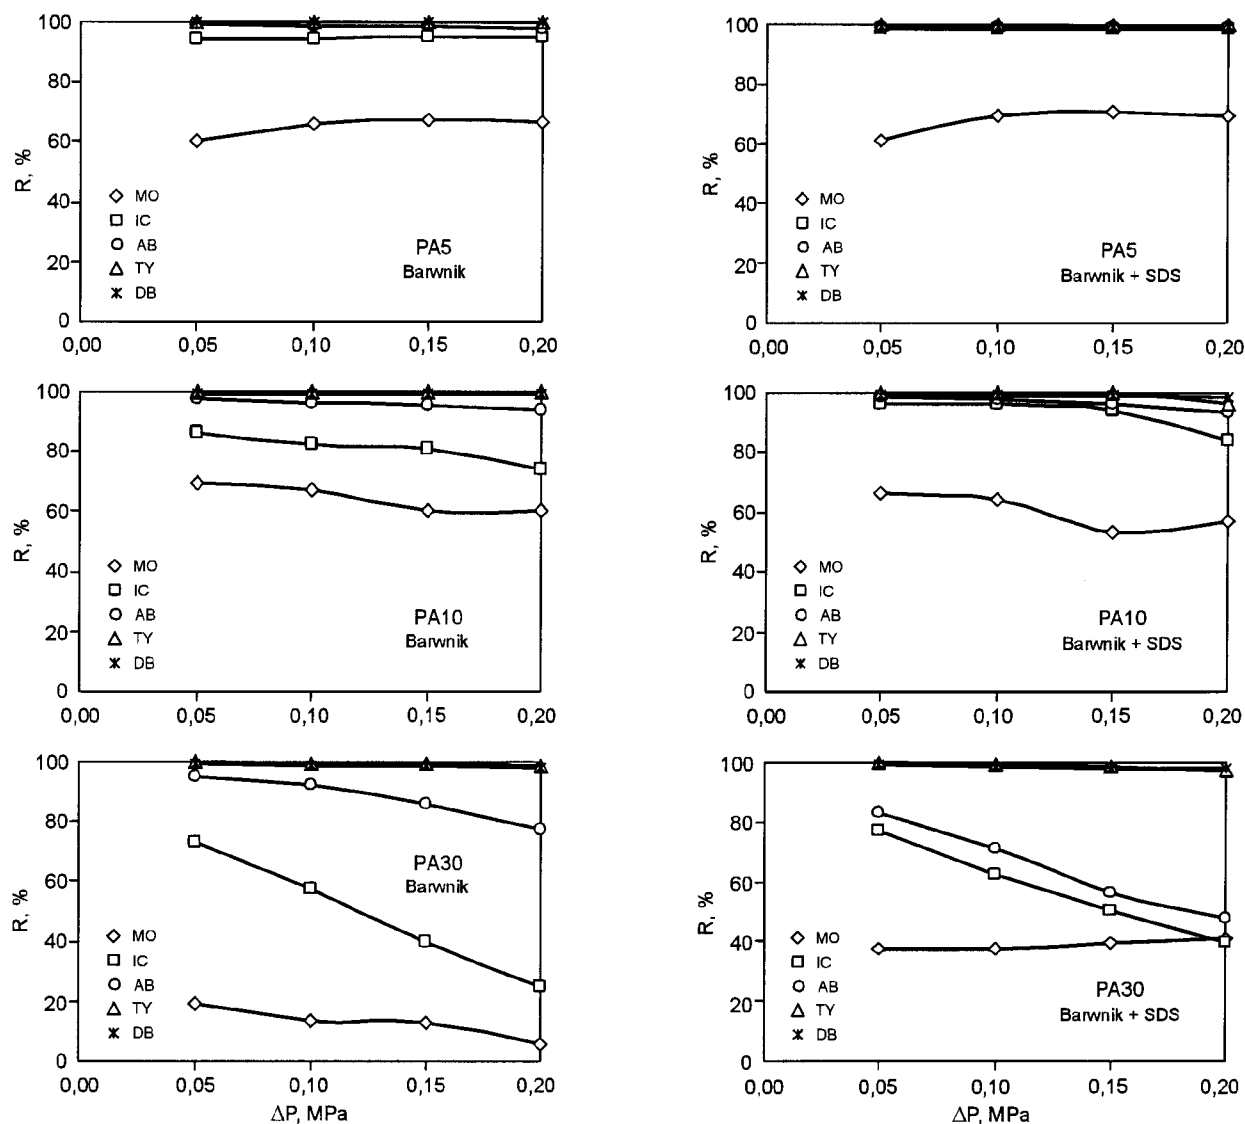 100
80
60
40
20
0
R, %
MO
IC
AB
TY
DB
PA5
Barwnik
0,00 0,05 0,10 0,15 0,20
100
80
60
40
20
0
R, %
MO
IC
AB
TY
DB
PA5
Barwnik + SDS
0,00 0,05 0,10 0,15 0,20
100
80
60
40
20
0
R, %
MO
IC
AB
TY
DB
PA10
Barwnik
0,00 0,05 0,10 0,15 0,20
100
80
60
40
20
0
R, %
MO
IC
AB
TY
DB
PA10
Barwnik + SDS
0,00 0,05 0,10 0,15 0,20
100
80
60
40
20
0
R, %
PA30
Barwnik
MO
IC
AB
TY
DB
0,00 0,05 0,10 0,15 0,20
ΔP, MPa
100
80
60
40
20
0
R, %
MO
IC
AB
TY
DB
PA30
Barwnik + SDS
0,00 0,05 0,10 0,15 0,20
ΔP, MPa